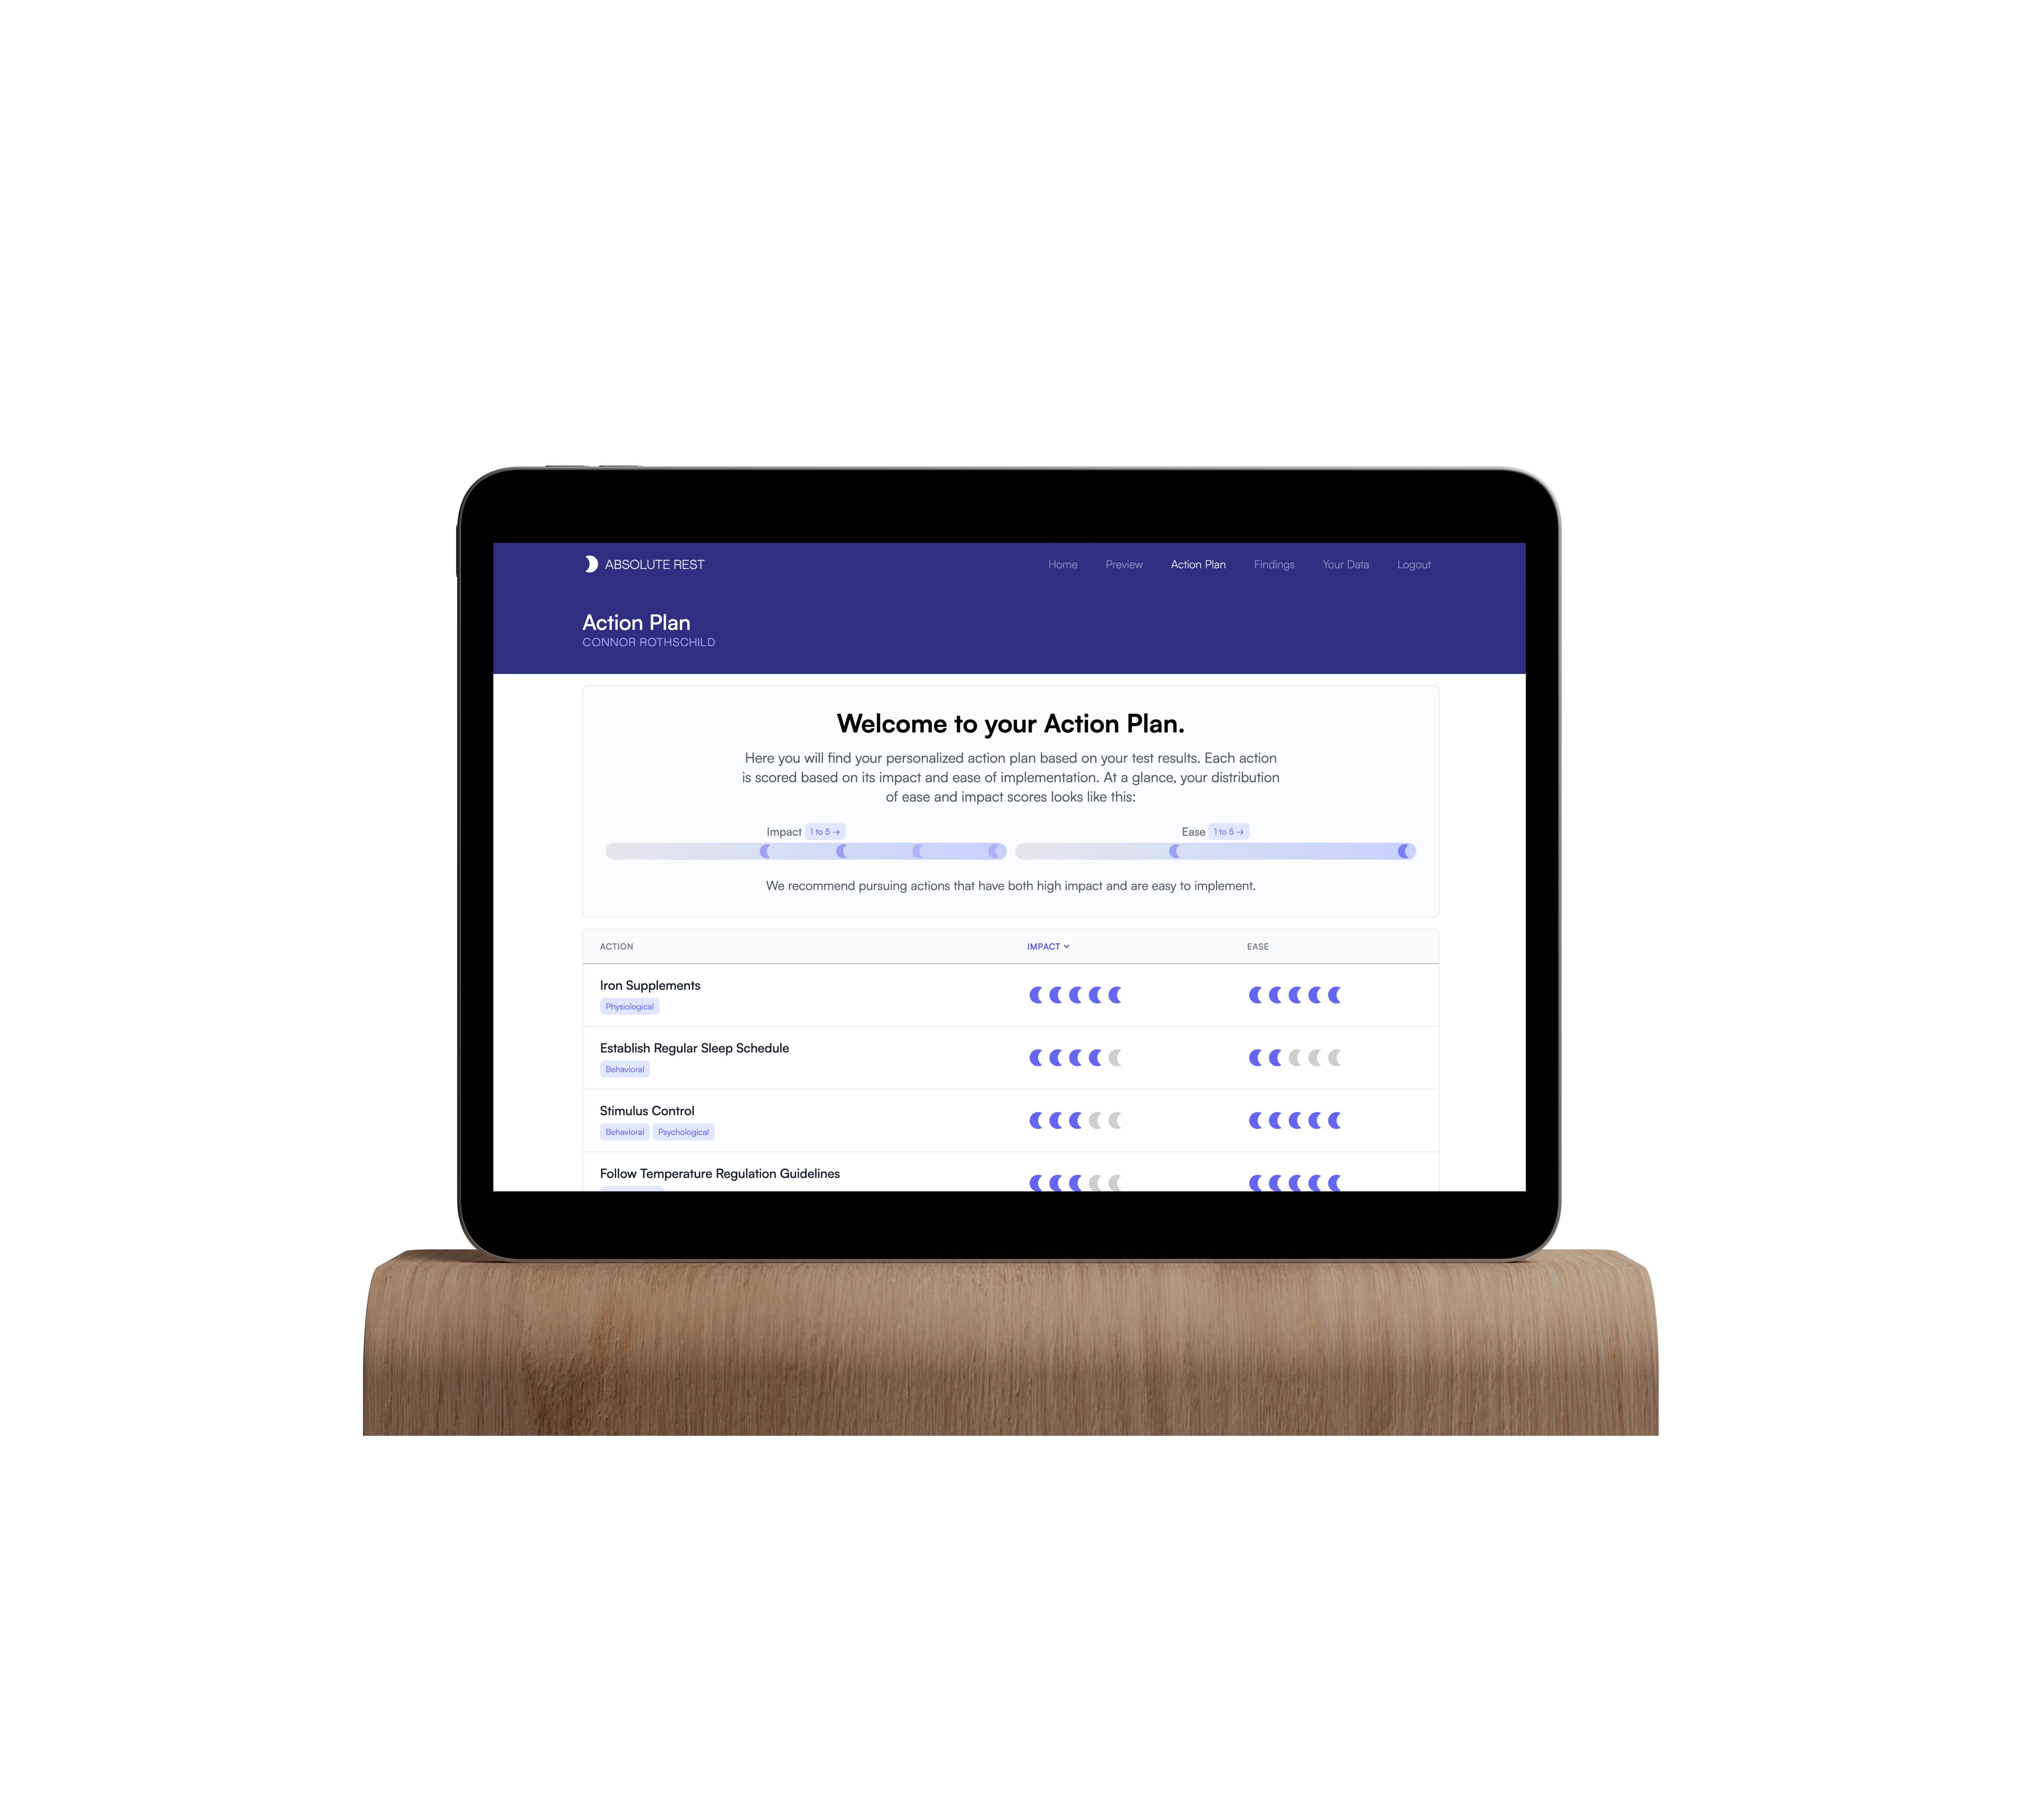 ABSOLUTE REST
Home Preview Action Plan Findings Your Data Logout
Action Plan
CONNOR ROTHSCHILD
Welcome to your Action Plan.
Here you will find your personalized action plan based on your test results. Each action
is scored based on its impact and ease of implementation. At a glance, your distribution
of ease and impact scores looks like this:
Impact 1 to 5 →
Ease 1 to 5 →
We recommend pursuing actions that have both high impact and are easy to implement.
ACTION IMPACT EASE
Iron Supplements
Physiological
Establish Regular Sleep Schedule
Behavioral
Stimulus Control
Behavioral Psychological
Follow Temperature Regulation Guidelines